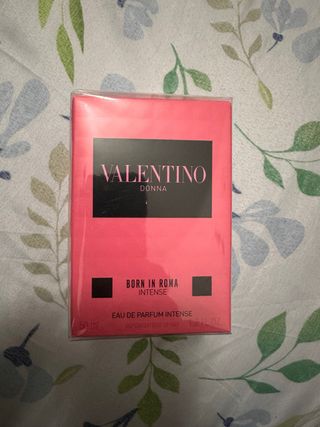 VALENTINO
DONNA
BORN IN ROMA
INTENSE
EAU DE PARFUM INTENSE